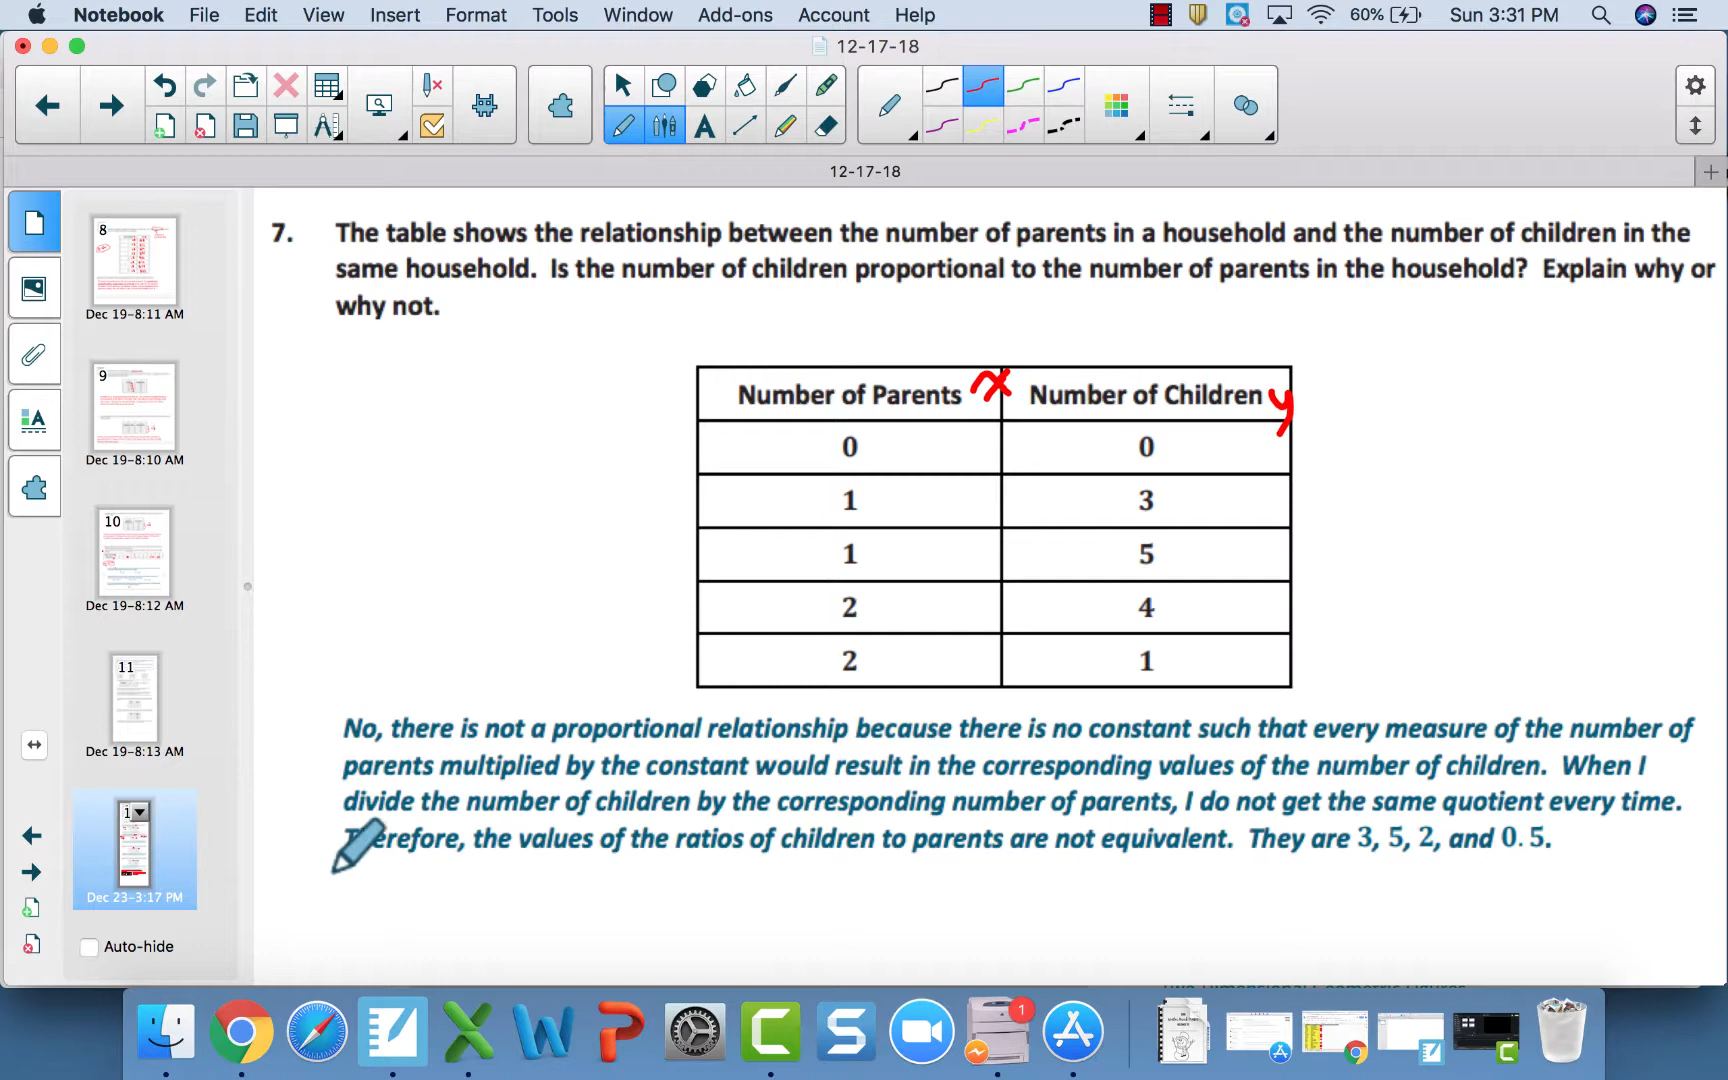 Notebook File Edit View Insert Format Tools Window Add-ons Account Help 60% Sun 3:31 PM
12-17-18
12-17-18
7. The table shows the relationship between the number of parents in a household and the number of children in the
same household. Is the number of children proportional to the number of parents in the household? Explain why or
why not.
Number of Parents x Number of Children y
0 0
1 3
1 5
2 4
2 1
No, there is not a proportional relationship because there is no constant such that every measure of the number of
parents multiplied by the constant would result in the corresponding values of the number of children. When I
divide the number of children by the corresponding number of parents, I do not get the same quotient every time.
Therefore, the values of the ratios of children to parents are not equivalent. They are 3, 5, 2, and 0.5.
8
Dec 19-8:11 AM
9
Dec 19-8:10 AM
10
Dec 19-8:12 AM
11
Dec 19-8:13 AM
1
Dec 23-3:17 PM
Auto-hide
1